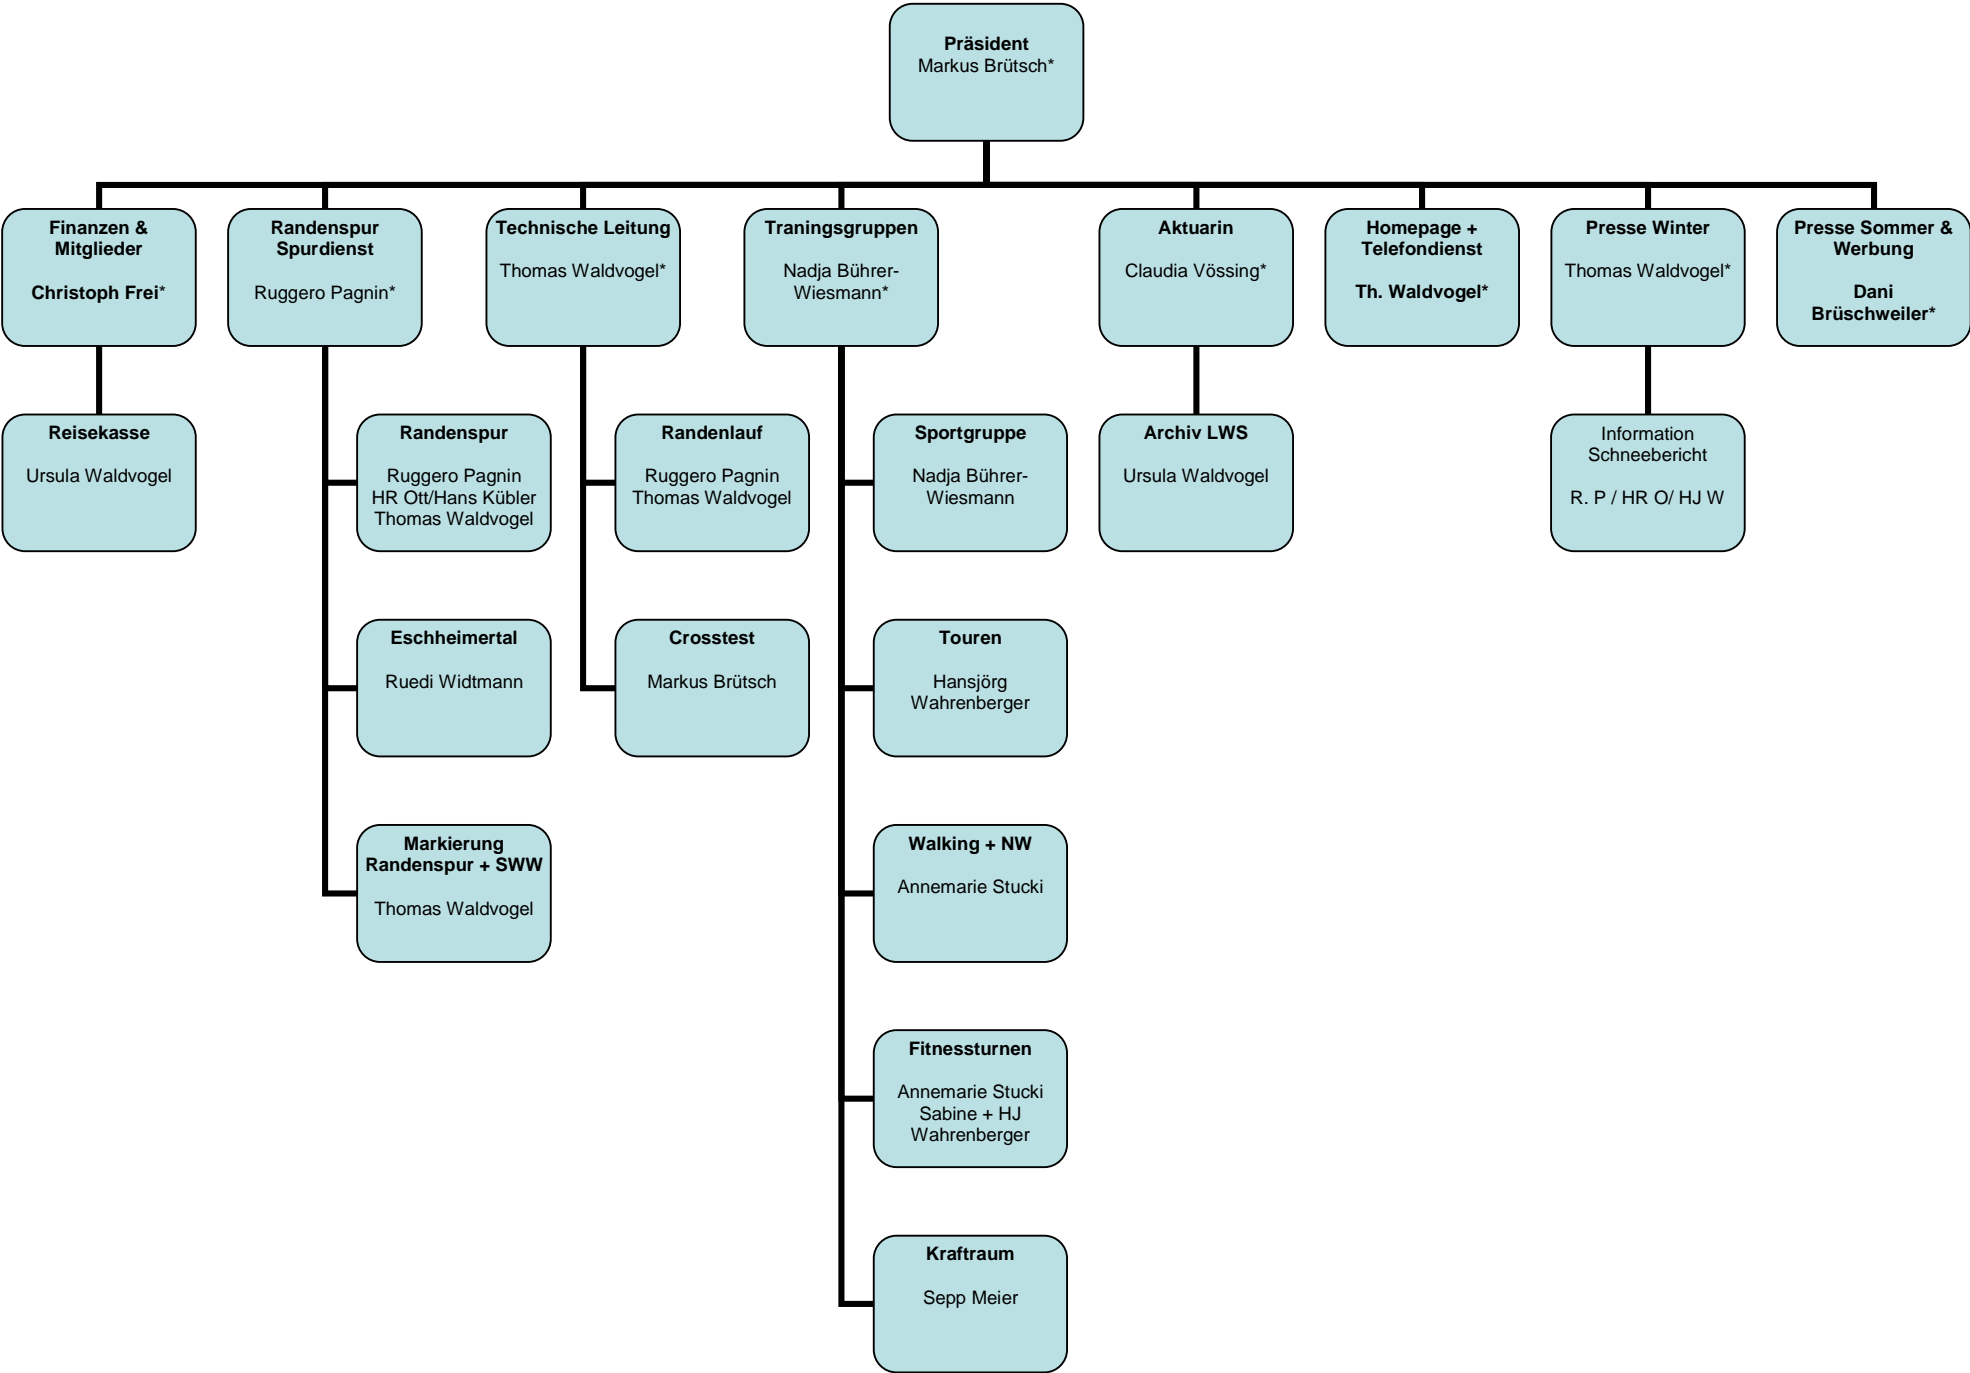 Präsident
Markus Brütsch*
Finanzen &
Mitglieder
Christoph Frei*
Randenspur
Spurdienst
Ruggero Pagnin*
Technische Leitung
Thomas Waldvogel*
Traningsgruppen
Nadja Bührer-
Wiesmann*
Aktuarin
Claudia Vössing*
Homepage +
Telefondienst
Th. Waldvogel*
Presse Winter
Thomas Waldvogel*
Presse Sommer &
Werbung
Dani
Brüschweiler*
Reisekasse
Ursula Waldvogel
Randenspur
Ruggero Pagnin
HR Ott/Hans Kübler
Thomas Waldvogel
Randenlauf
Ruggero Pagnin
Thomas Waldvogel
Sportgruppe
Nadja Bührer-
Wiesmann
Archiv LWS
Ursula Waldvogel
Information
Schneebericht
R. P / HR O/ HJ W
Eschheimertal
Ruedi Widtmann
Crosstest
Markus Brütsch
Touren
Hansjörg
Wahrenberger
Markierung
Randenspur + SWW
Thomas Waldvogel
Walking + NW
Annemarie Stucki
Fitnessturnen
Annemarie Stucki
Sabine + HJ
Wahrenberger
Kraftraum
Sepp Meier